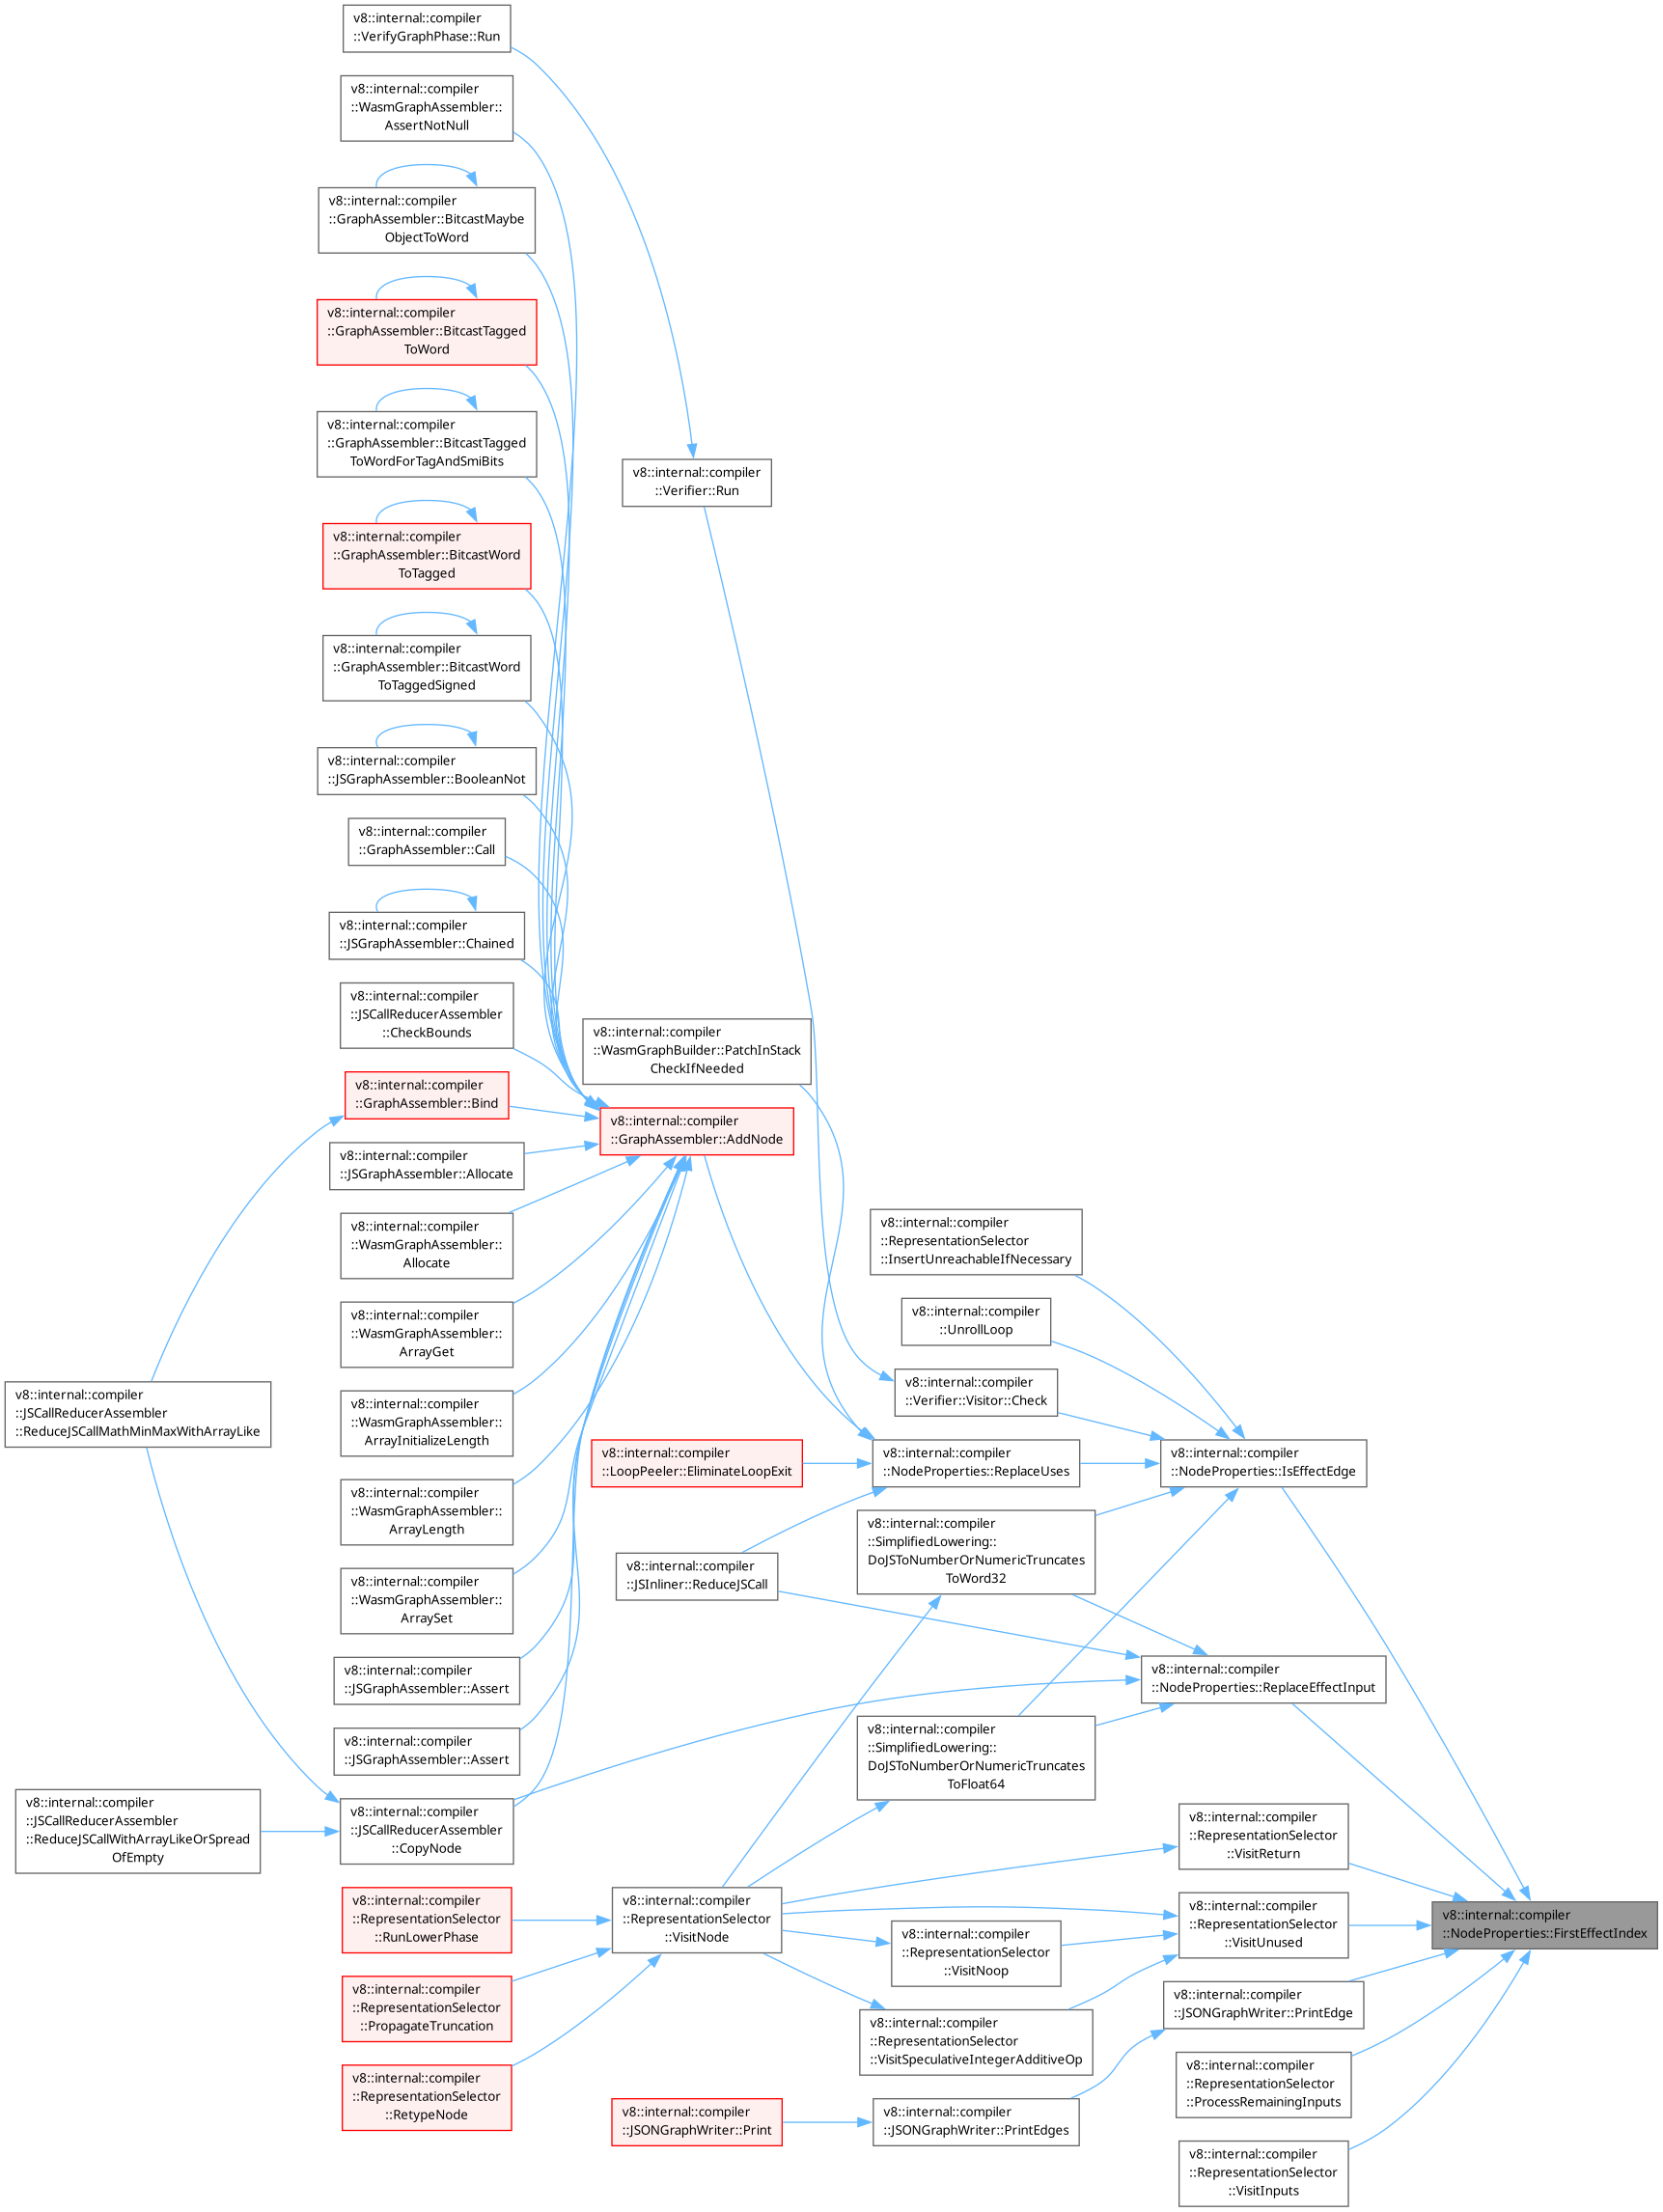 v8::internal::compiler
::VerifyGraphPhase::Run
v8::internal::compiler
::WasmGraphAssembler::
AssertNotNull
v8::internal::compiler
::GraphAssembler::BitcastMaybe
ObjectToWord
v8::internal::compiler
::GraphAssembler::BitcastTagged
ToWord
v8::internal::compiler
::GraphAssembler::BitcastTagged
ToWordForTagAndSmiBits
v8::internal::compiler
::GraphAssembler::BitcastWord
ToTagged
v8::internal::compiler
::GraphAssembler::BitcastWord
ToTaggedSigned
v8::internal::compiler
::JSGraphAssembler::BooleanNot
v8::internal::compiler
::GraphAssembler::Call
v8::internal::compiler
::JSGraphAssembler::Chained
v8::internal::compiler
::JSCallReducerAssembler
::CheckBounds
v8::internal::compiler
::GraphAssembler::Bind
v8::internal::compiler
::JSGraphAssembler::Allocate
v8::internal::compiler
::WasmGraphAssembler::
Allocate
v8::internal::compiler
::WasmGraphAssembler::
ArrayGet
v8::internal::compiler
::WasmGraphAssembler::
ArrayInitializeLength
v8::internal::compiler
::WasmGraphAssembler::
ArrayLength
v8::internal::compiler
::WasmGraphAssembler::
ArraySet
v8::internal::compiler
::JSGraphAssembler::Assert
v8::internal::compiler
::JSGraphAssembler::Assert
v8::internal::compiler
::JSCallReducerAssembler
::CopyNode
v8::internal::compiler
::RepresentationSelector
::RunLowerPhase
v8::internal::compiler
::RepresentationSelector
::PropagateTruncation
v8::internal::compiler
::RepresentationSelector
::RetypeNode
v8::internal::compiler
::JSCallReducerAssembler
::ReduceJSCallMathMinMaxWithArrayLike
v8::internal::compiler
::JSCallReducerAssembler
::ReduceJSCallWithArrayLikeOrSpread
OfEmpty
v8::internal::compiler
::Verifier::Run
v8::internal::compiler
::WasmGraphBuilder::PatchInStack
CheckIfNeeded
v8::internal::compiler
::GraphAssembler::AddNode
v8::internal::compiler
::LoopPeeler::EliminateLoopExit
v8::internal::compiler
::JSInliner::ReduceJSCall
v8::internal::compiler
::RepresentationSelector
::VisitNode
v8::internal::compiler
::JSONGraphWriter::Print
v8::internal::compiler
::RepresentationSelector
::InsertUnreachableIfNecessary
v8::internal::compiler
::UnrollLoop
v8::internal::compiler
::Verifier::Visitor::Check
v8::internal::compiler
::NodeProperties::ReplaceUses
v8::internal::compiler
::SimplifiedLowering::
DoJSToNumberOrNumericTruncates
ToWord32
v8::internal::compiler
::SimplifiedLowering::
DoJSToNumberOrNumericTruncates
ToFloat64
v8::internal::compiler
::RepresentationSelector
::VisitNoop
v8::internal::compiler
::RepresentationSelector
::VisitSpeculativeIntegerAdditiveOp
v8::internal::compiler
::JSONGraphWriter::PrintEdges
v8::internal::compiler
::NodeProperties::IsEffectEdge
v8::internal::compiler
::NodeProperties::ReplaceEffectInput
v8::internal::compiler
::RepresentationSelector
::VisitReturn
v8::internal::compiler
::RepresentationSelector
::VisitUnused
v8::internal::compiler
::JSONGraphWriter::PrintEdge
v8::internal::compiler
::RepresentationSelector
::ProcessRemainingInputs
v8::internal::compiler
::RepresentationSelector
::VisitInputs
v8::internal::compiler
::NodeProperties::FirstEffectIndex